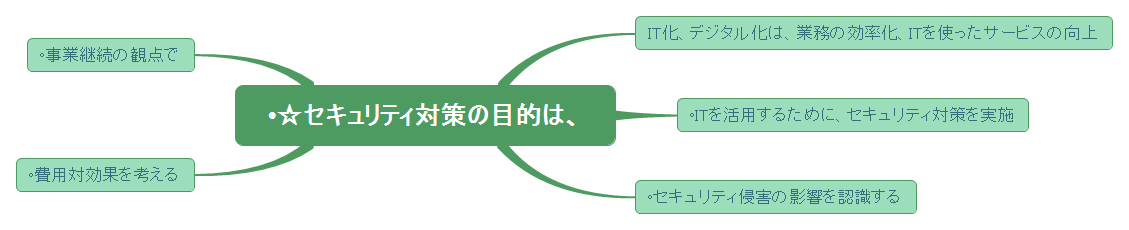 •☆セキュリティ対策の目的は、
IT化、デジタル化は、業務の効率化、ITを使ったサービスの向上
◦ITを活用するために、セキュリティ対策を実施
◦セキュリティ侵害の影響を認識する
◦事業継続の観点で
◦費用対効果を考える